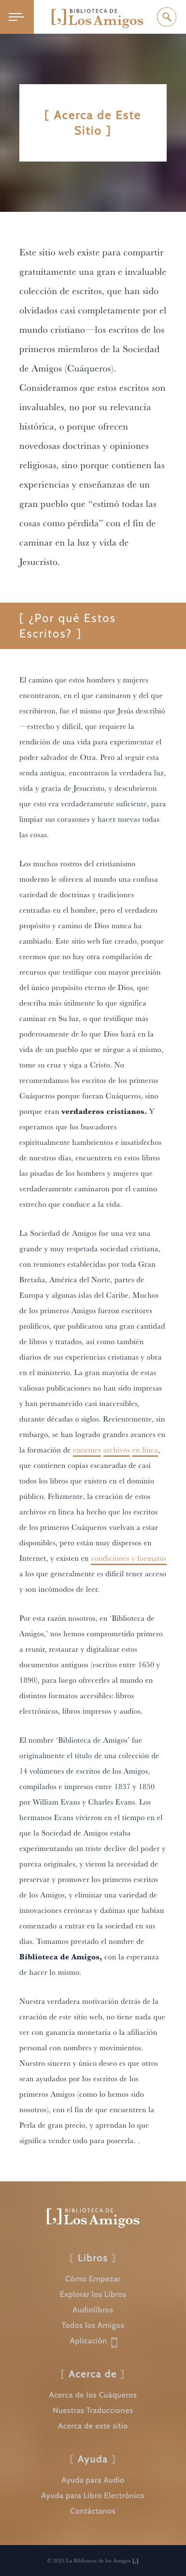 BIBLIOTECA DE
[,] Los Amigos
[ Acerca de Este
Sitio ]
Este sitio web existe para compartir
gratuitamente una gran e invaluable
colección de escritos, que han sido
olvidados casi completamente por el
mundo cristiano—los escritos de los
primeros miembros de la Sociedad
de Amigos (Cuáqueros).
Consideramos que estos escritos son
invaluables, no por su relevancia
histórica, o porque ofrecen
novedosas doctrinas y opiniones
religiosas, sino porque contienen las
experiencias y enseñanzas de un
gran pueblo que “estimó todas las
cosas como pérdida” con el fin de
caminar en la luz y vida de
Jesucristo.
[ ¿Por qué Estos
Escritos? ]
El camino que estos hombres y mujeres
encontraron, en el que caminaron y del que
escribieron, fue el mismo que Jesús describió
—estrecho y difícil, que requiere la
rendición de una vida para experimentar el
poder salvador de Otra. Pero al seguir esta
senda antigua, encontraron la verdadera luz,
vida y gracia de Jesucristo, y descubrieron
que esto era verdaderamente suficiente, para
limpiar sus corazones y hacer nuevas todas
las cosas.
Los muchos rostros del cristianismo
moderno le ofrecen al mundo una confusa
variedad de doctrinas y tradiciones
centradas en el hombre, pero el verdadero
propósito y camino de Dios nunca ha
cambiado. Este sitio web fue creado, porque
creemos que no hay otra compilación de
recursos que testifique con mayor precisión
del único propósito eterno de Dios, que
describa más útilmente lo que significa
caminar en Su luz, o que testifique más
poderosamente de lo que Dios hará en la
vida de un pueblo que se niegue a sí mismo,
tome su cruz y siga a Cristo. No
recomendamos los escritos de los primeros
Cuáqueros porque fueran Cuáqueros, sino
porque eran verdaderos cristianos. Y
esperamos que los buscadores
espiritualmente hambrientos e insatisfechos
de nuestros días, encuentren en estos libros
las pisadas de los hombres y mujeres que
verdaderamente caminaron por el camino
estrecho que conduce a la vida.
La Sociedad de Amigos fue una vez una
grande y muy respetada sociedad cristiana,
con reuniones establecidas por toda Gran
Bretaña, América del Norte, partes de
Europa y algunas islas del Caribe. Muchos
de los primeros Amigos fueron escritores
prolíficos, que publicaron una gran cantidad
de libros y tratados, así como también
diarios de sus experiencias cristianas y obra
en el ministerio. La gran mayoría de estas
valiosas publicaciones no han sido impresas
y han permanecido casi inaccesibles,
durante décadas o siglos. Recientemente, sin
embargo, se han logrado grandes avances en
la formación de enormes archivos en línea,
que contienen copias escaneadas de casi
todos los libros que existen en el dominio
público. Felizmente, la creación de estos
archivos en línea ha hecho que los escritos
de los primeros Cuáqueros vuelvan a estar
disponibles, pero están muy dispersos en
Internet, y existen en condiciones y formatos
a los que generalmente es difícil tener acceso
y son incómodos de leer.
Por esta razón nosotros, en ‘Biblioteca de
Amigos,’ nos hemos comprometido primero
a reunir, restaurar y digitalizar estos
documentos antiguos (escritos entre 1650 y
1890), para luego ofrecerles al mundo en
distintos formatos accesibles: libros
electrónicos, libros impresos y audios.
El nombre ‘Biblioteca de Amigos’ fue
originalmente el título de una colección de
14 volúmenes de escritos de los Amigos,
compilados e impresos entre 1837 y 1850
por William Evans y Charles Evans. Los
hermanos Evans vivieron en el tiempo en el
que la Sociedad de Amigos estaba
experimentando un triste declive del poder y
pureza originales, y vieron la necesidad de
preservar y promover los primeros escritos
de los Amigos, y eliminar una variedad de
innovaciones erróneas y dañinas que habían
comenzado a entrar en la sociedad en sus
días. Tomamos prestado el nombre de
Biblioteca de Amigos, con la esperanza
de hacer lo mismo.
Nuestra verdadera motivación detrás de la
creación de este sitio web, no tiene nada que
ver con ganancia monetaria o la afiliación
personal con nombres y movimientos.
Nuestro sincero y único deseo es que otros
sean ayudados por los escritos de los
primeros Amigos (como lo hemos sido
nosotros), con el fin de que encuentren la
Perla de gran precio, y aprendan lo que
significa vender todo para poseerla. .
BIBLIOTECA DE
[,] Los Amigos
[ Libros ]
Cómo Empezar
Explorar los Libros
Audiolibros
Todos los Amigos
Aplicación
[ Acerca de ]
Acerca de los Cuáqueros
Nuestras Traducciones
Acerca de este sitio
[ Ayuda ]
Ayuda para Audio
Ayuda para Libro Electrónico
Contáctanos
© 2023 La Biblioteca de los Amigos [,]